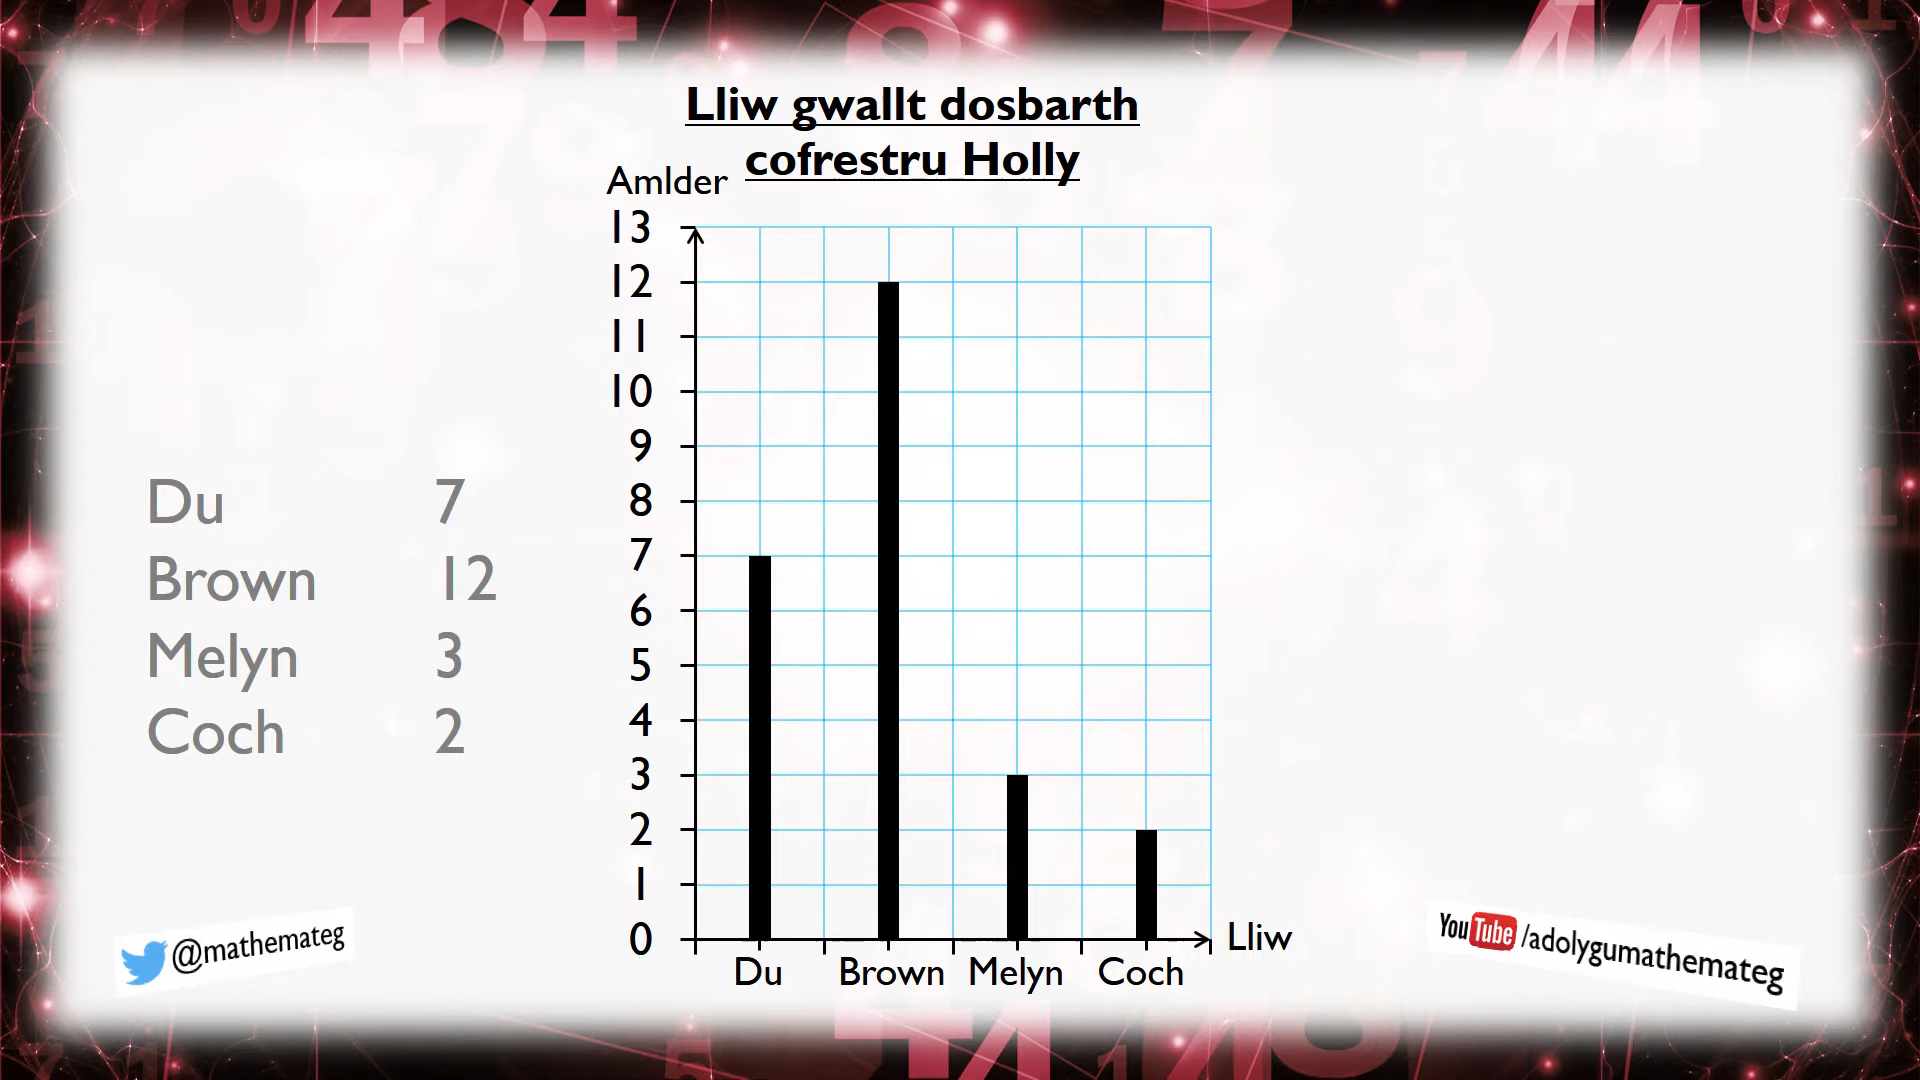 Lliw gwallt dosbarth
cofrestru Holly
Amlder
13
12
11
10
9
8
7
6
5
4
3
2
1
0
Du Brown Melyn Coch
Lliw
Du 7
Brown 12
Melyn 3
Coch 2
@mathemateg
YouTube /adolygumathemateg